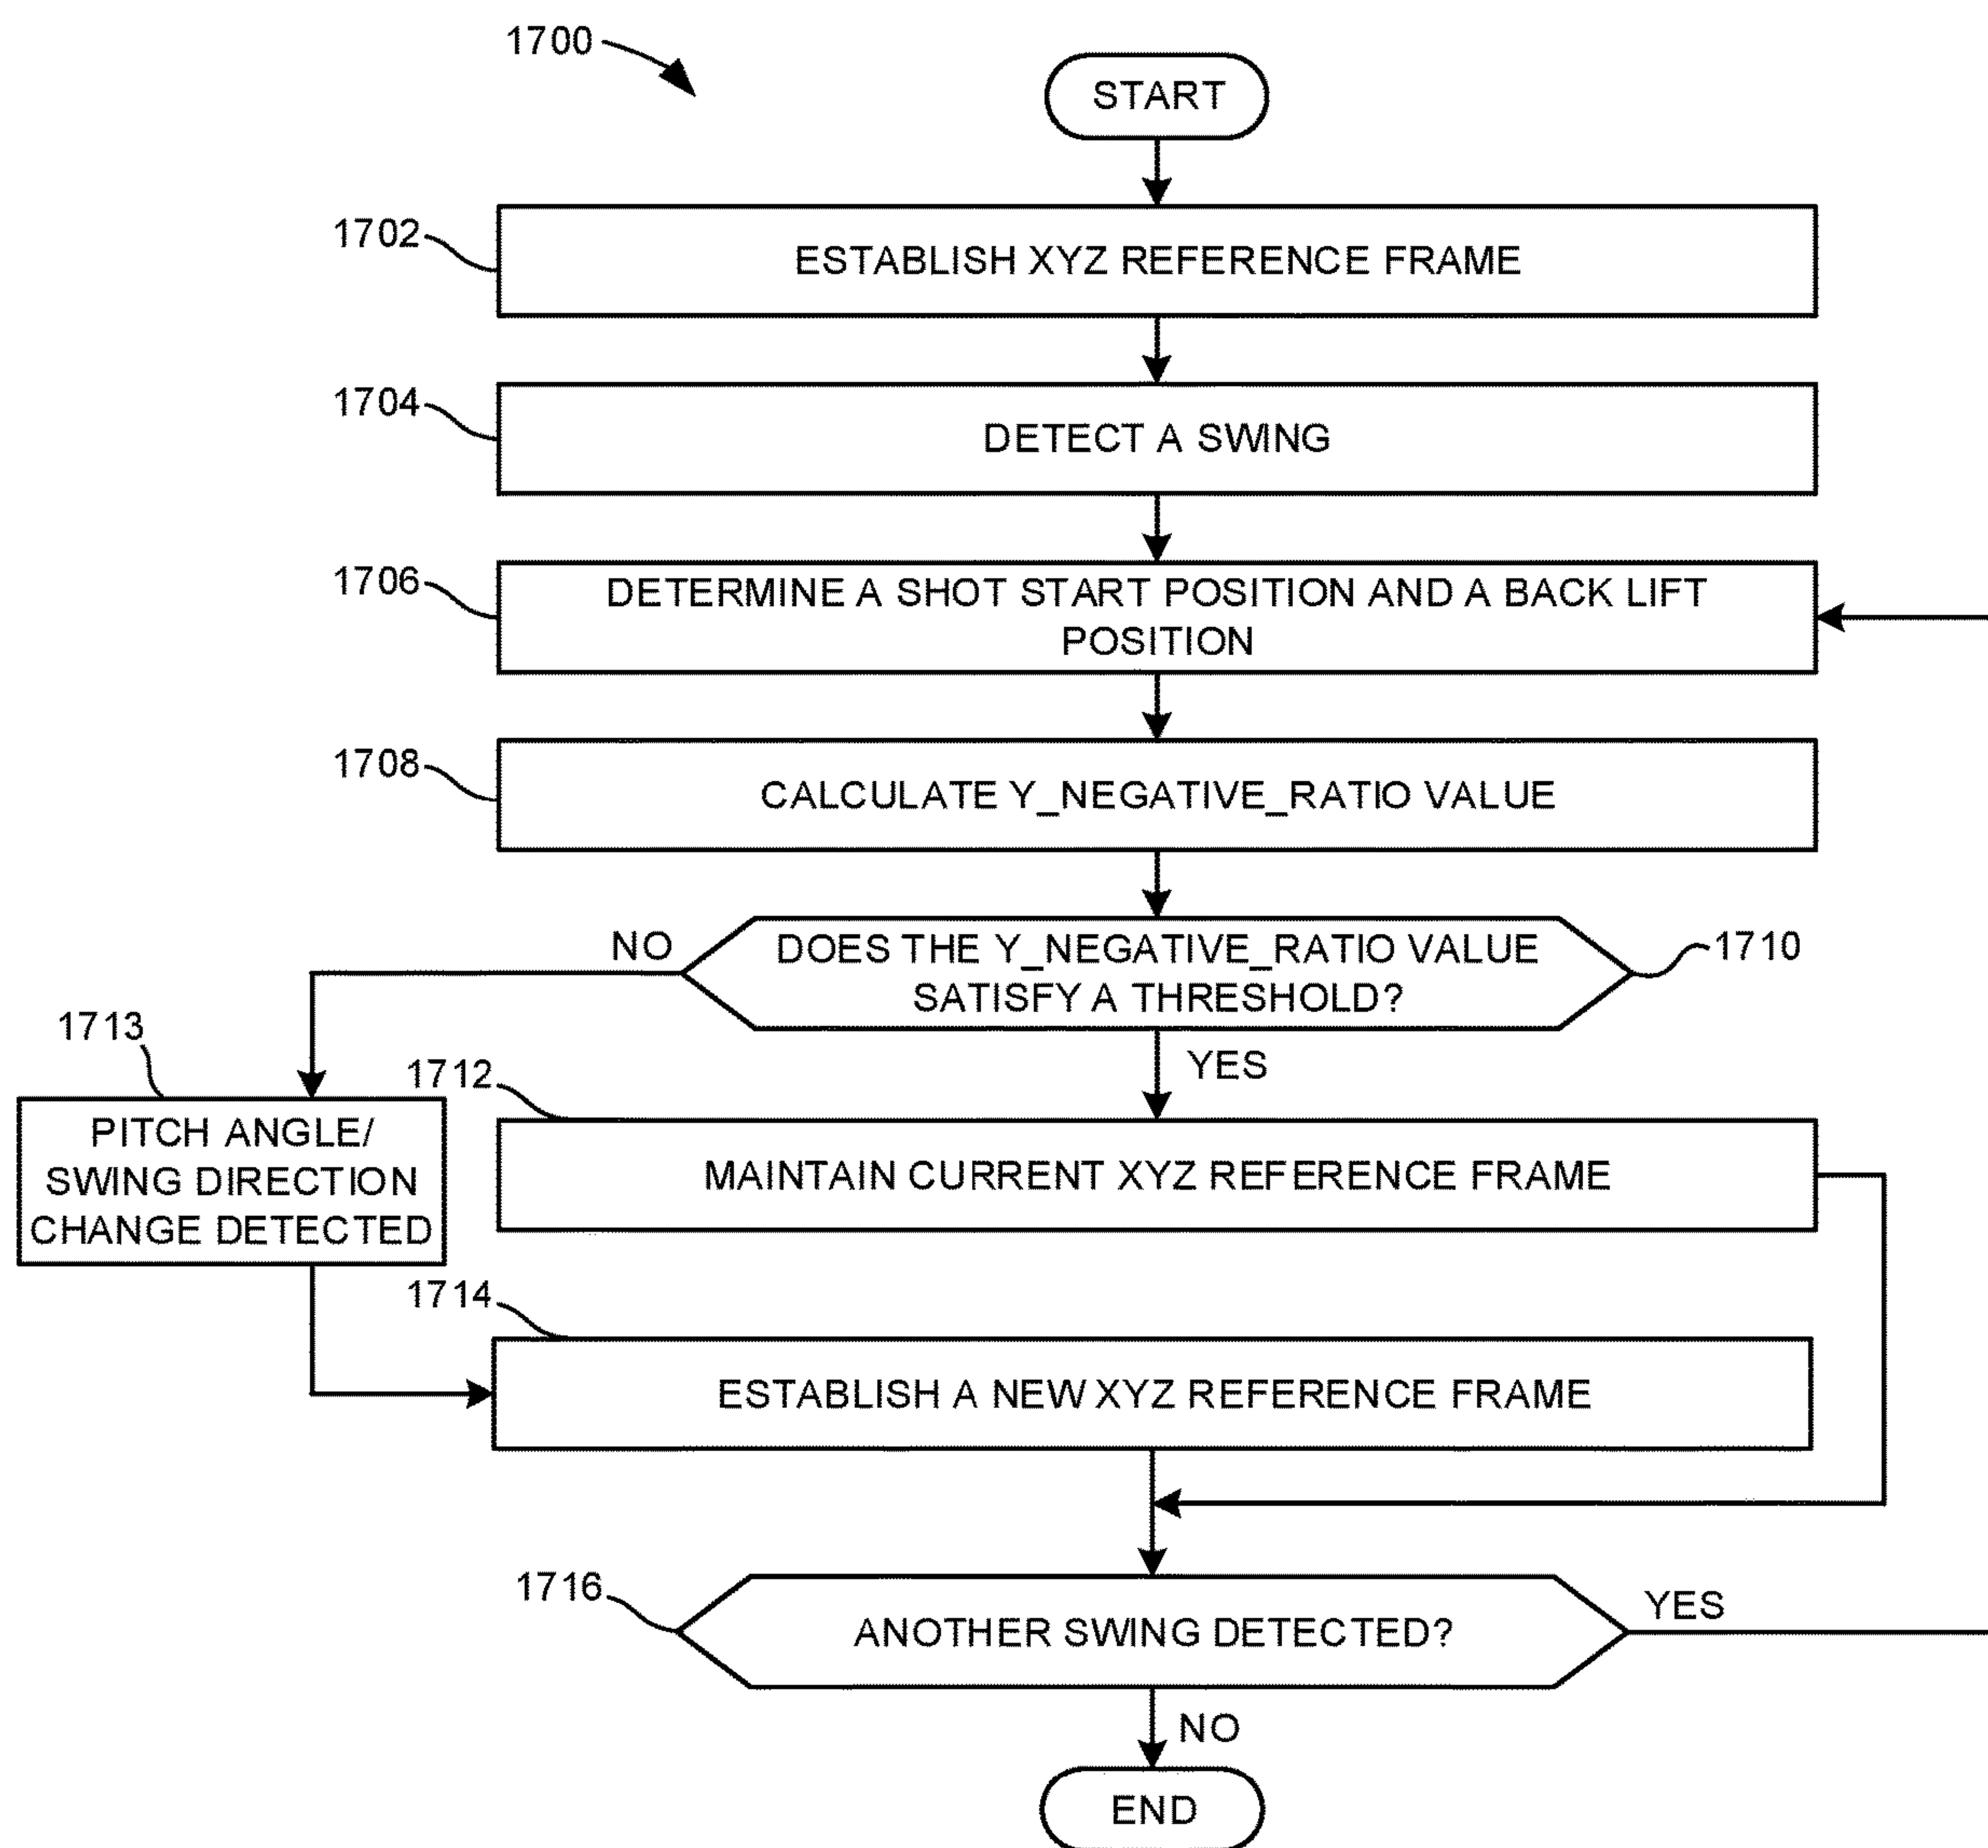 1700
START
1702
ESTABLISH XYZ REFERENCE FRAME
1704
DETECT A SWING
1706
DETERMINE A SHOT START POSITION AND A BACK LIFT
POSITION
1708
CALCULATE Y_NEGATIVE_RATIO VALUE
NO
DOES THE Y_NEGATIVE_RATIO VALUE
SATISFY A THRESHOLD?
1710
YES
1713
PITCH ANGLE/
SWING DIRECTION
CHANGE DETECTED
1712
MAINTAIN CURRENT XYZ REFERENCE FRAME
1714
ESTABLISH A NEW XYZ REFERENCE FRAME
1716
ANOTHER SWING DETECTED?
YES
NO
END